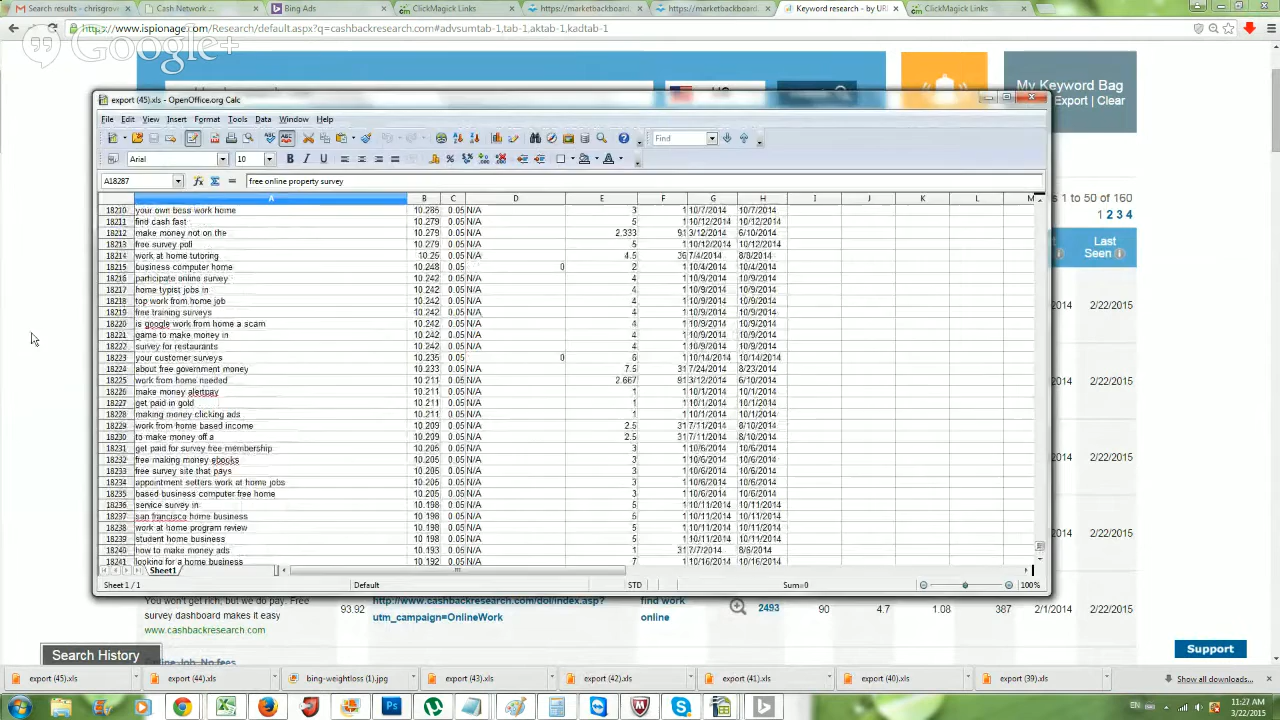 Search results - chrisgrov
Cash Network
Bing Ads
ClickMagick Links
https://marketbackboard.
https://marketbackboard.
Keyword research - by URL
ClickMagick Links
https://www.ispionage.com/Research/default.aspx?q=cashbackresearch.com#advsumtab-1,tab-1,aktab-1,kadtab-1
Google+
My Keyword Bag
Export | Clear
export (45).xls - OpenOffice.org Calc
File Edit View Insert Format Tools Data Window Help
Find
Arial 10
A18287 free online property survey
A B C D E F G H I J K L M
18210 your own bess work home 10.285 0.05 N/A 3 1 10/7/2014 10/7/2014
18211 find cash fast 10.279 0.05 N/A 5 1 10/12/2014 10/12/2014
18212 make money not on the 10.279 0.05 N/A 2.333 91 3/12/2014 6/10/2014
18213 free survey poll 10.279 0.05 N/A 5 1 10/12/2014 10/12/2014
18214 work at home tutoring 10.25 0.05 N/A 4.5 36 7/4/2014 8/8/2014
18215 business computer home 10.248 0.05 0 2 1 10/4/2014 10/4/2014
18216 participate online survey 10.242 0.05 N/A 4 1 10/9/2014 10/9/2014
18217 home typist jobs in 10.242 0.05 N/A 4 1 10/9/2014 10/9/2014
18218 top work from home job 10.242 0.05 N/A 4 1 10/9/2014 10/9/2014
18219 free training surveys 10.242 0.05 N/A 4 1 10/9/2014 10/9/2014
18220 is google work from home a scam 10.242 0.05 N/A 4 1 10/9/2014 10/9/2014
18221 game to make money in 10.242 0.05 N/A 4 1 10/9/2014 10/9/2014
18222 survey for restaurants 10.242 0.05 N/A 4 1 10/9/2014 10/9/2014
18223 your customer surveys 10.235 0.05 0 6 1 10/14/2014 10/14/2014
18224 about free government money 10.233 0.05 N/A 7.5 31 7/24/2014 8/23/2014
18225 work from home needed 10.211 0.05 N/A 2.667 91 3/12/2014 6/10/2014
18226 make money alertpay 10.211 0.05 N/A 1 1 10/1/2014 10/1/2014
18227 get paid in gold 10.211 0.05 N/A 1 1 10/1/2014 10/1/2014
18228 making money clicking ads 10.211 0.05 N/A 1 1 10/1/2014 10/1/2014
18229 work from home based income 10.209 0.05 N/A 2.5 31 7/11/2014 8/10/2014
18230 to make money off a 10.209 0.05 N/A 2.5 31 7/11/2014 8/10/2014
18231 get paid for survey free membership 10.205 0.05 N/A 3 1 10/6/2014 10/6/2014
18232 free making money ebooks 10.205 0.05 N/A 3 1 10/6/2014 10/6/2014
18233 free survey site that pays 10.205 0.05 N/A 3 1 10/6/2014 10/6/2014
18234 appointment setters work at home jobs 10.205 0.05 N/A 3 1 10/6/2014 10/6/2014
18235 based business computer free home 10.205 0.05 N/A 3 1 10/6/2014 10/6/2014
18236 service survey in 10.198 0.05 N/A 5 1 10/11/2014 10/11/2014
18237 san francisco home business 10.198 0.05 N/A 5 1 10/11/2014 10/11/2014
18238 work at home program review 10.198 0.05 N/A 5 1 10/11/2014 10/11/2014
18239 student home business 10.198 0.05 N/A 5 1 10/11/2014 10/11/2014
18240 how to make money ads 10.193 0.05 N/A 1 31 7/7/2014 8/6/2014
18241 looking for a home business 10.193 0.05 N/A 7 1 10/16/2014 10/16/2014
Sheet1
Sheet 1 / 1 Default STD Sum=0 100%
s 1 to 50 of 160
1 2 3 4
Last
Seen
2014 2/22/2015
2014 2/22/2015
2014 2/22/2015
2014 2/22/2015
You won't get rich, but we do pay. Free
survey dashboard makes it easy
www.cashbackresearch.com
93.92
http://www.cashbackresearch.com/doi/index.asp?
utm_campaign=OnlineWork
find work
online
2493 90 4.7 1.08 387 2/1/2014 2/22/2015
Online Job. No fees
Search History
Support
export (45).xls
export (44).xls
bing-weightloss (1).jpg
export (43).xls
export (42).xls
export (41).xls
export (40).xls
export (39).xls
Show all downloads...
EN
11:27 AM
3/22/2015